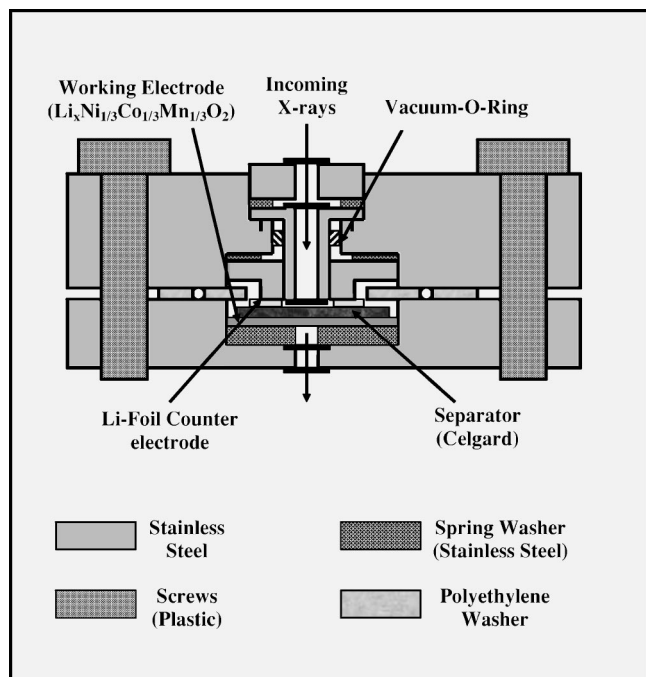 Working Electrode
(LiₓNi₁/₃Co₁/₃Mn₁/₃O₂)
Incoming
X-rays
Vacuum-O-Ring
Li-Foil Counter
electrode
Separator
(Celgard)
Stainless
Steel
Spring Washer
(Stainless Steel)
Screws
(Plastic)
Polyethylene
Washer